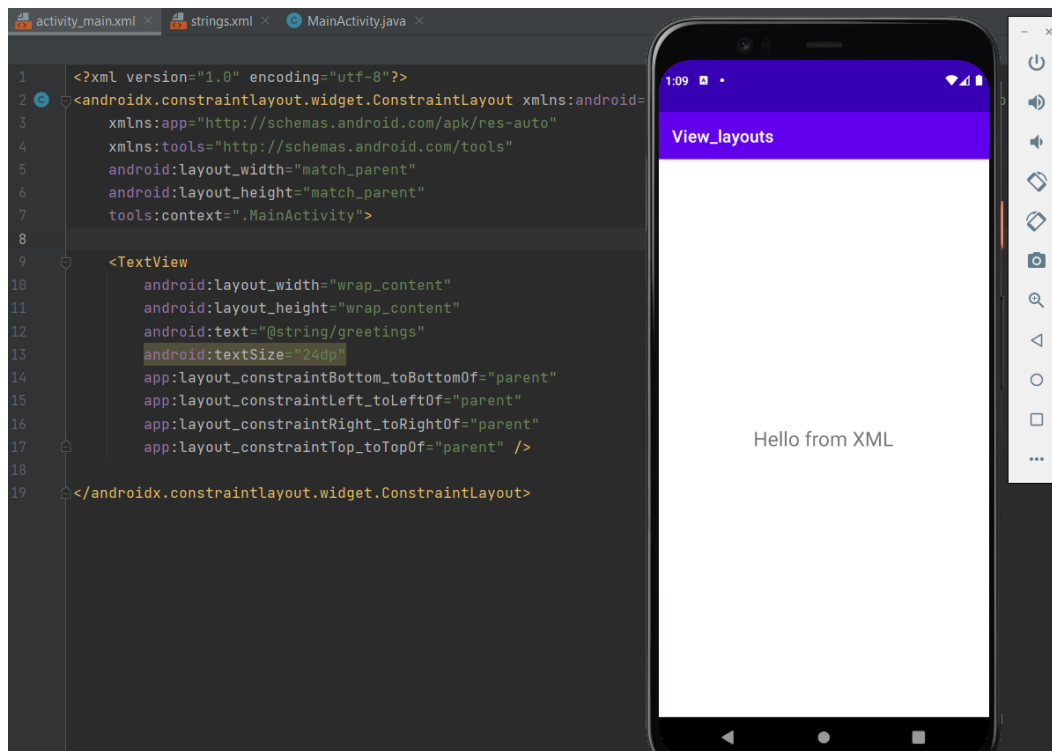 activity_main.xml
strings.xml
MainActivity.java
1 <?xml version="1.0" encoding="utf-8"?>
2 <androidx.constraintlayout.widget.ConstraintLayout xmlns:android=
3 xmlns:app="http://schemas.android.com/apk/res-auto"
4 xmlns:tools="http://schemas.android.com/tools"
5 android:layout_width="match_parent"
6 android:layout_height="match_parent"
7 tools:context=".MainActivity">
8
9 <TextView
10 android:layout_width="wrap_content"
11 android:layout_height="wrap_content"
12 android:text="@string/greetings"
13 android:textSize="24dp"
14 app:layout_constraintBottom_toBottomOf="parent"
15 app:layout_constraintLeft_toLeftOf="parent"
16 app:layout_constraintRight_toRightOf="parent"
17 app:layout_constraintTop_toTopOf="parent" />
18
19 </androidx.constraintlayout.widget.ConstraintLayout>
1:09
View_layouts
Hello from XML